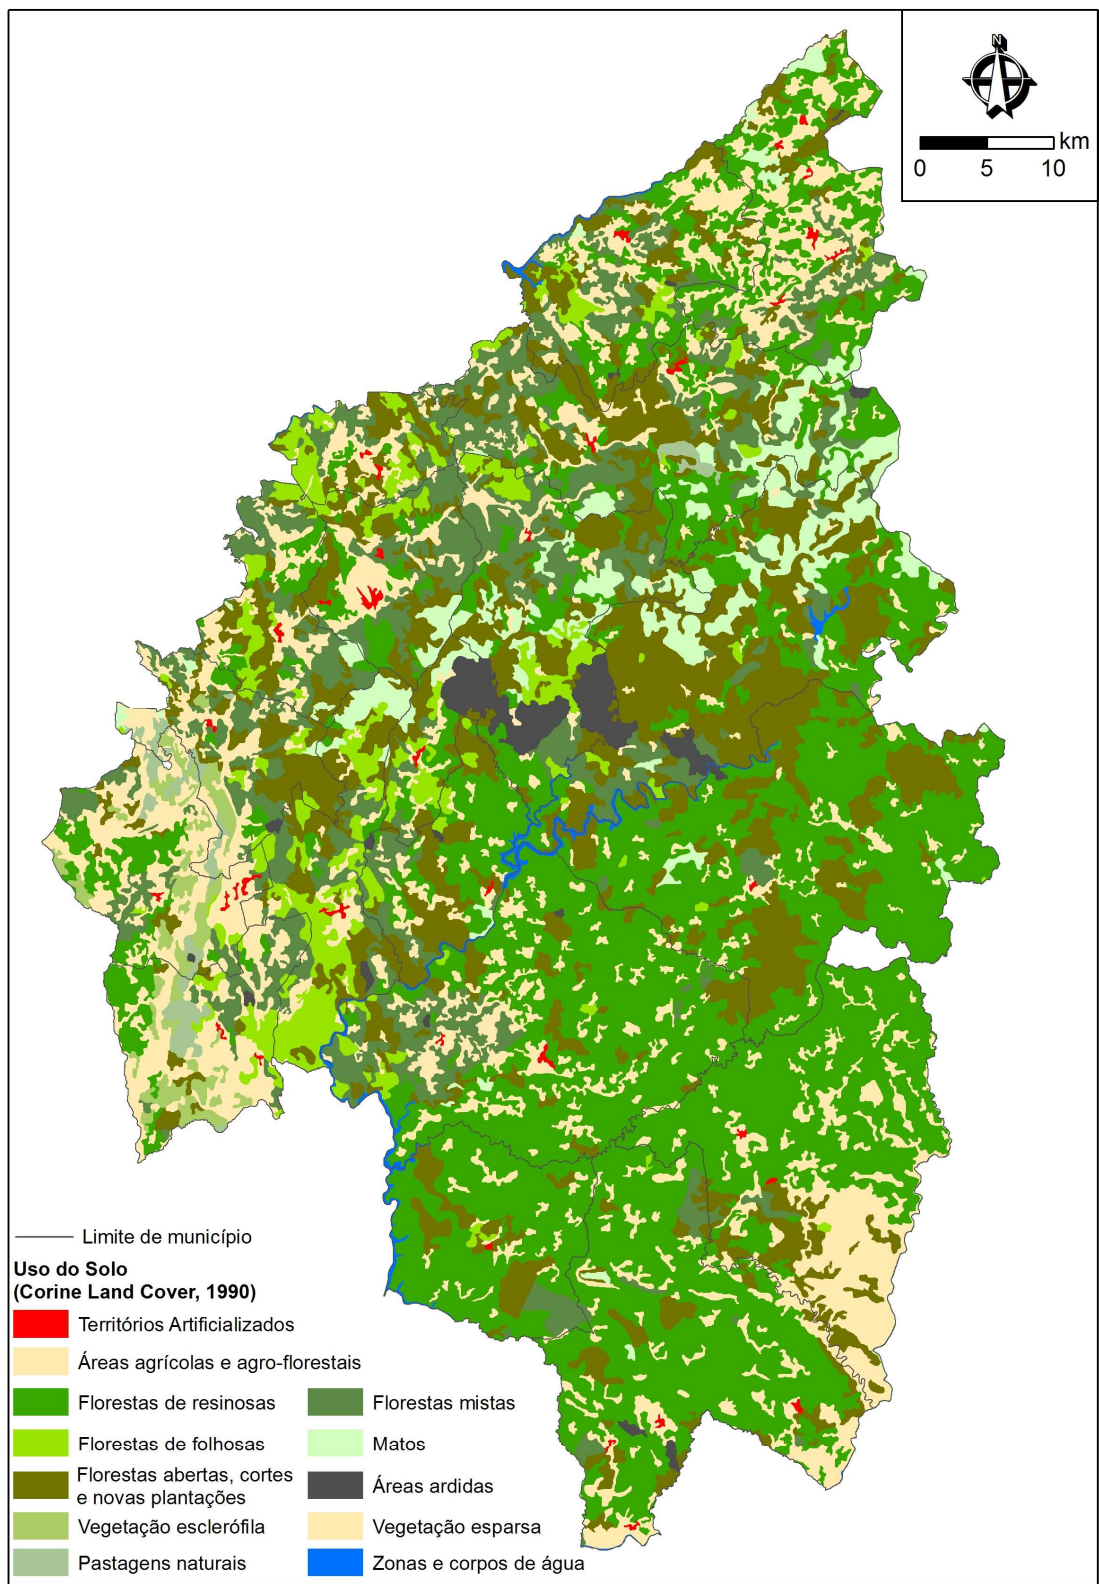 N
km
0 5 10
Limite de município
Uso do Solo
(Corine Land Cover, 1990)
Territórios Artificializados
Áreas agrícolas e agro-florestais
Florestas de resinosas
Florestas mistas
Florestas de folhosas
Matos
Florestas abertas, cortes
e novas plantações
Áreas ardidas
Vegetação esclerófila
Vegetação esparsa
Pastagens naturais
Zonas e corpos de água